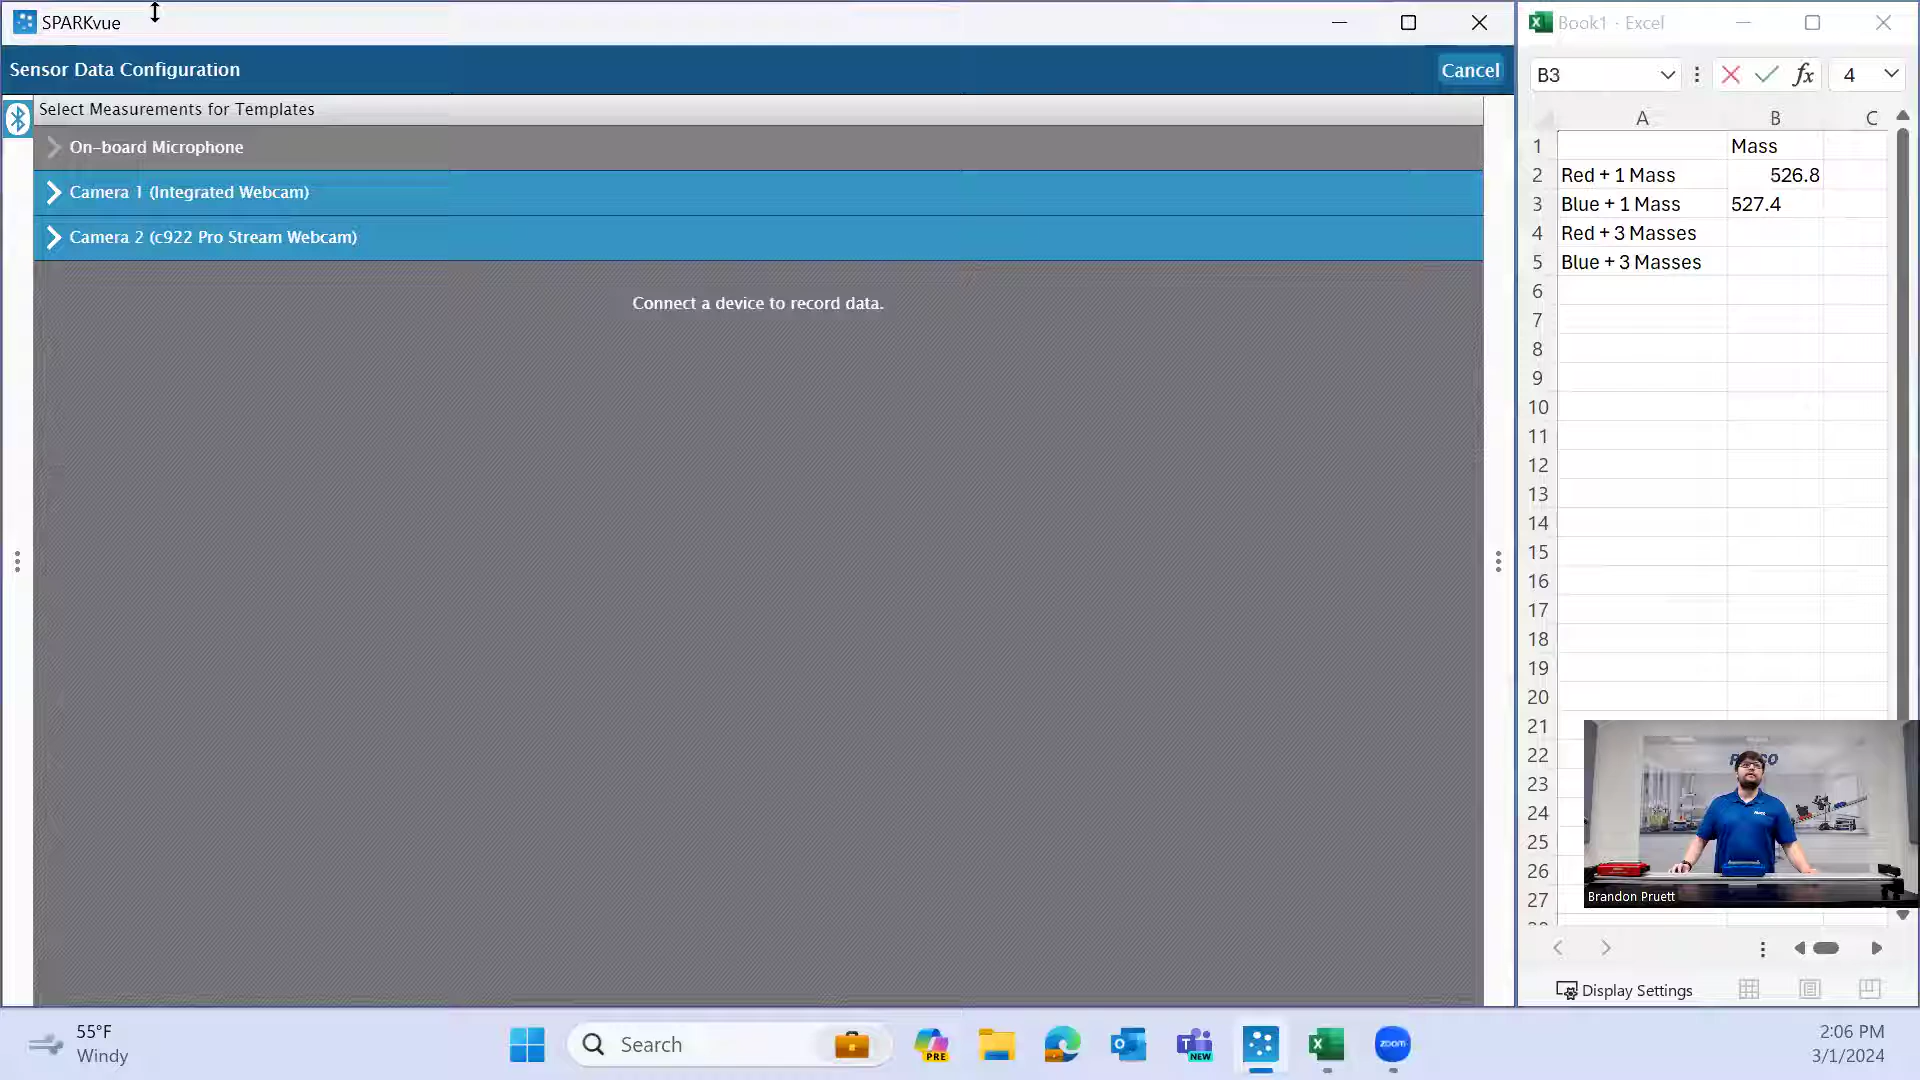 SPARKvue
Sensor Data Configuration
Cancel
Select Measurements for Templates
On-board Microphone
Camera 1 (Integrated Webcam)
Camera 2 (c922 Pro Stream Webcam)
Connect a device to record data.
Book1 - Excel
B3
fx
4
A B C
1 Mass
2 Red + 1 Mass 526.8
3 Blue + 1 Mass 527.4
4 Red + 3 Masses
5 Blue + 3 Masses
6
7
8
9
10
11
12
13
14
15
16
17
18
19
20
21
22
23
24
25
26
27
Brandon Pruett
Display Settings
55°F
Windy
Search
PRE
NEW
zoom
2:06 PM
3/1/2024